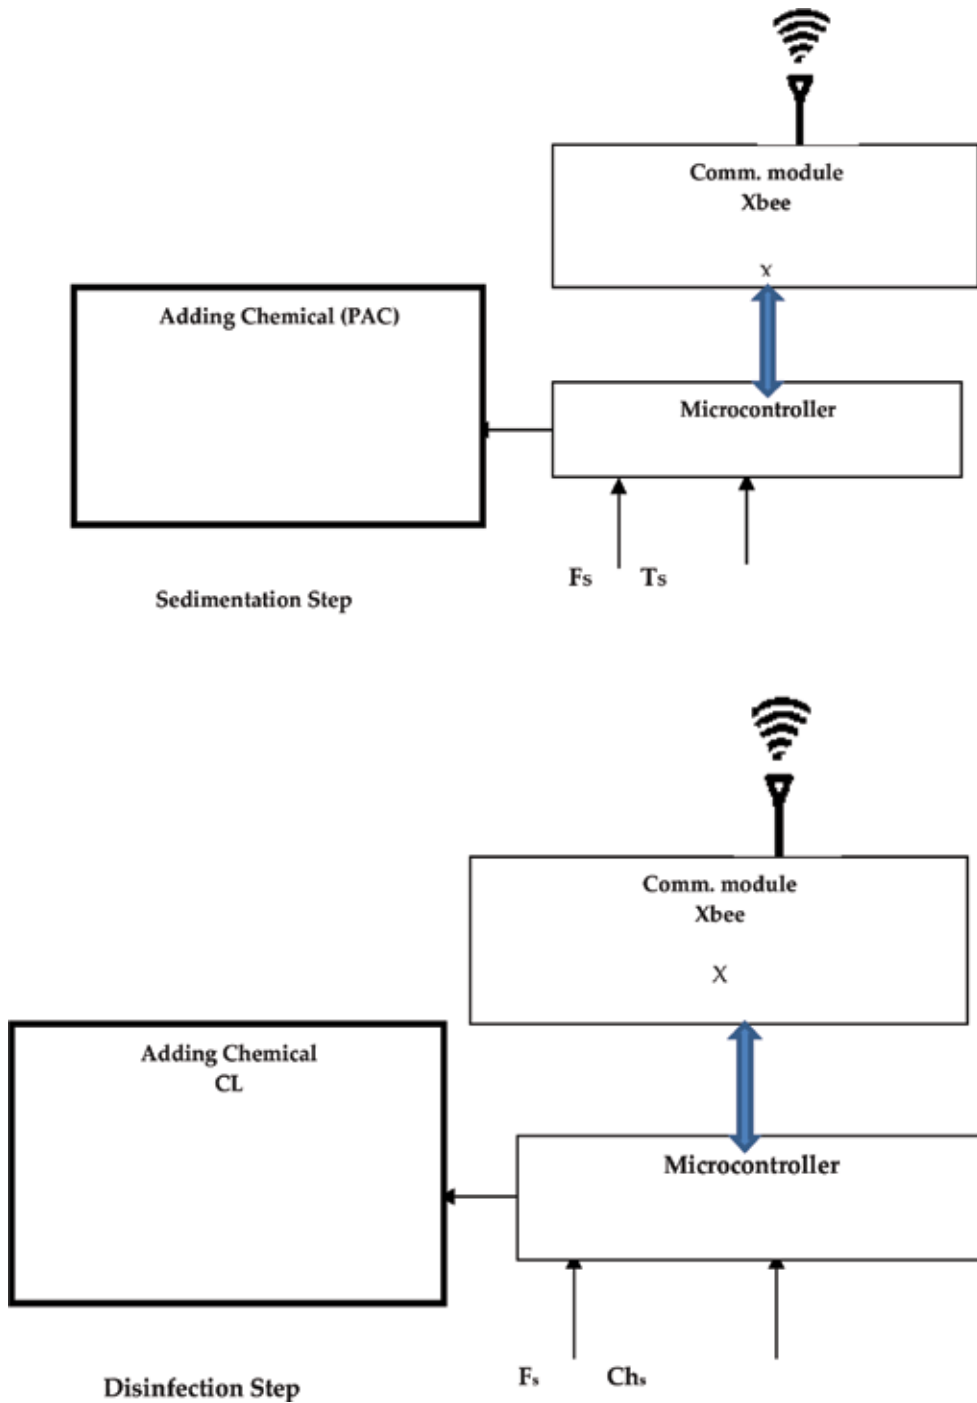 Comm. module
Xbee
x
Adding Chemical (PAC)
Microcontroller
Fs Ts
Sedimentation Step
Comm. module
Xbee
X
Adding Chemical
CL
Microcontroller
Fs Chs
Disinfection Step